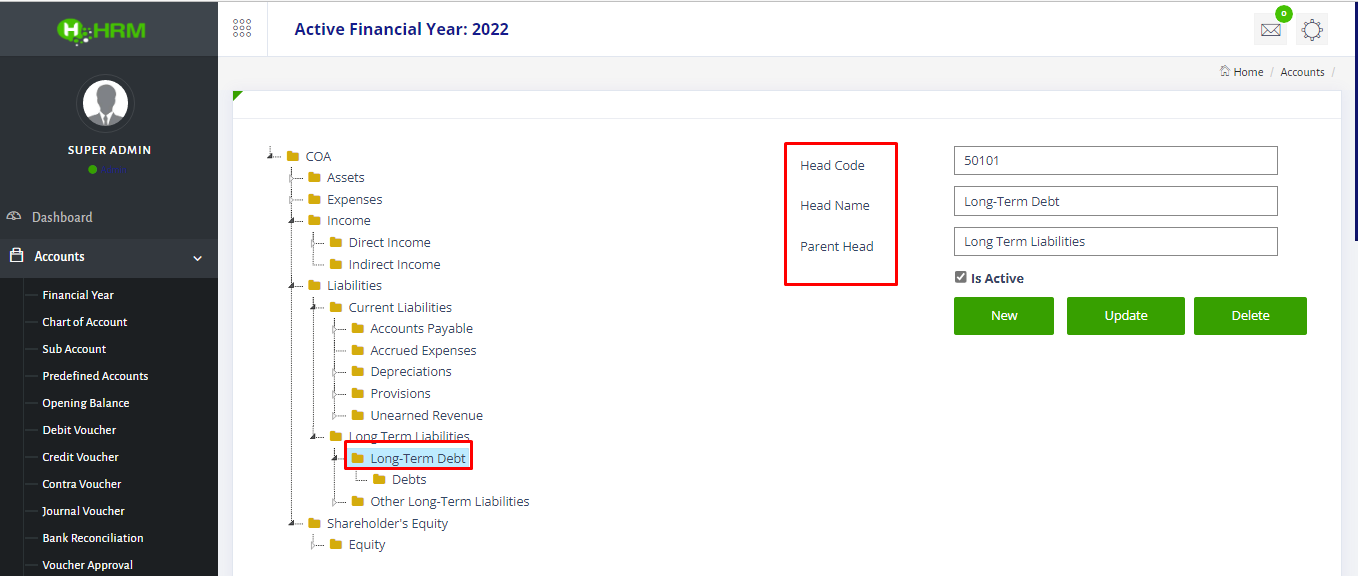 HRM
Active Financial Year: 2022
0
Home / Accounts /
SUPER ADMIN
Dashboard
Accounts
Financial Year
Chart of Account
Sub Account
Predefined Accounts
Opening Balance
Debit Voucher
Credit Voucher
Contra Voucher
Journal Voucher
Bank Reconciliation
Voucher Approval
COA
Assets
Expenses
Income
Direct Income
Indirect Income
Liabilities
Current Liabilities
Accounts Payable
Accrued Expenses
Depreciations
Provisions
Unearned Revenue
Long Term Liabilities
Long-Term Debt
Debts
Other Long-Term Liabilities
Shareholder's Equity
Equity
Head Code 50101
Head Name Long-Term Debt
Parent Head Long Term Liabilities
Is Active
New Update Delete